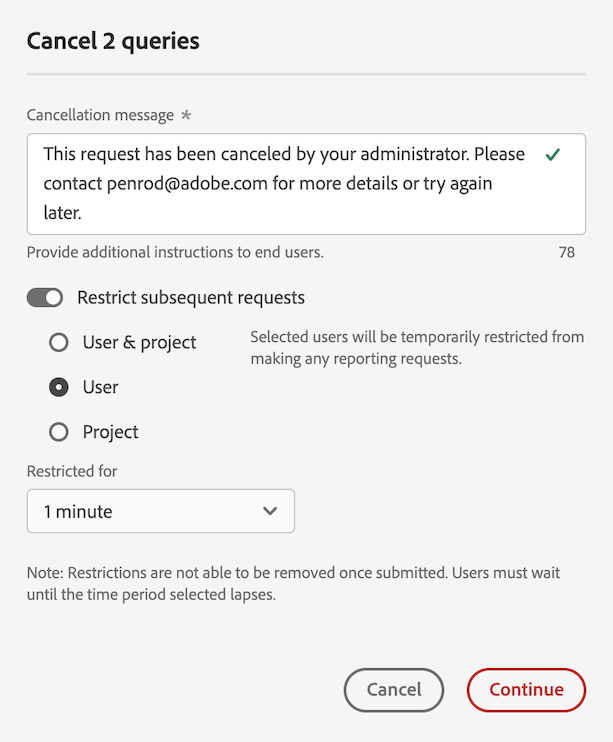 Cancel 2 queries
Cancellation message *
This request has been canceled by your administrator. Please
contact penrod@adobe.com for more details or try again
later.
Provide additional instructions to end users.
78
Restrict subsequent requests
User & project
Selected users will be temporarily restricted from
making any reporting requests.
User
Project
Restricted for
1 minute
Note: Restrictions are not able to be removed once submitted. Users must wait
until the time period selected lapses.
Cancel
Continue